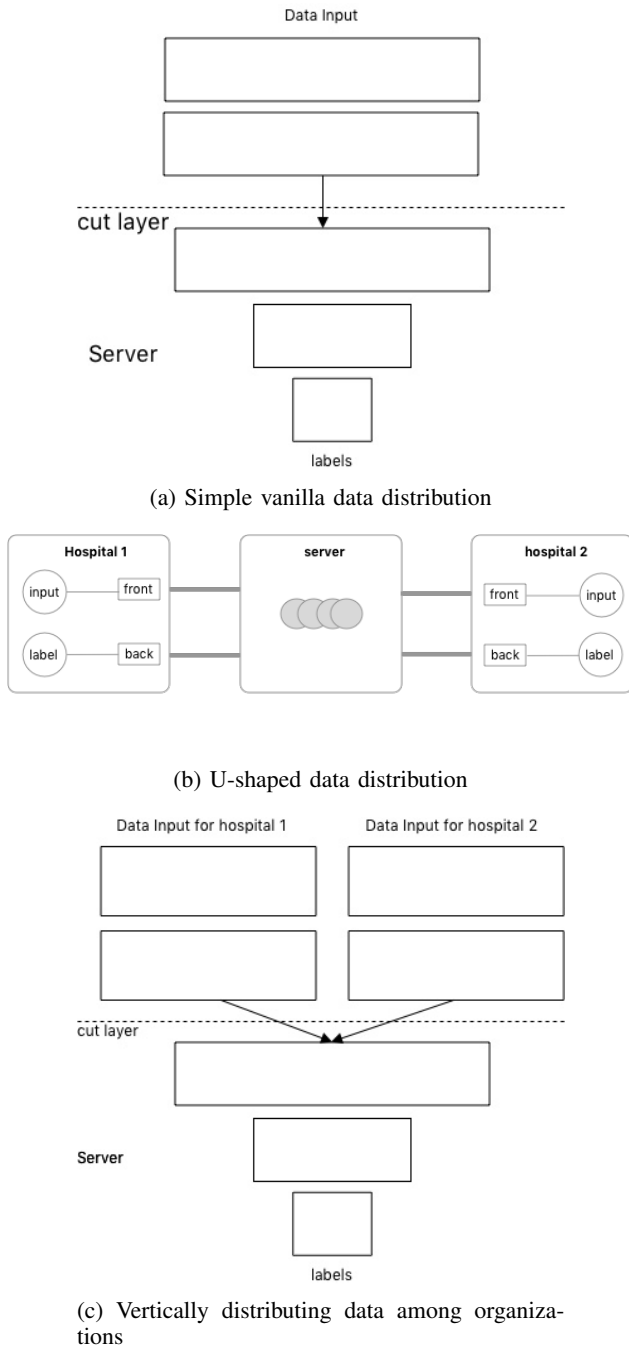 Data Input
cut layer
Server
labels
(a) Simple vanilla data distribution
Hospital 1 server hospital 2
input front front input
label back back label
(b) U-shaped data distribution
Data Input for hospital 1 Data Input for hospital 2
cut layer
Server
labels
(c) Vertically distributing data among organiza-
tions